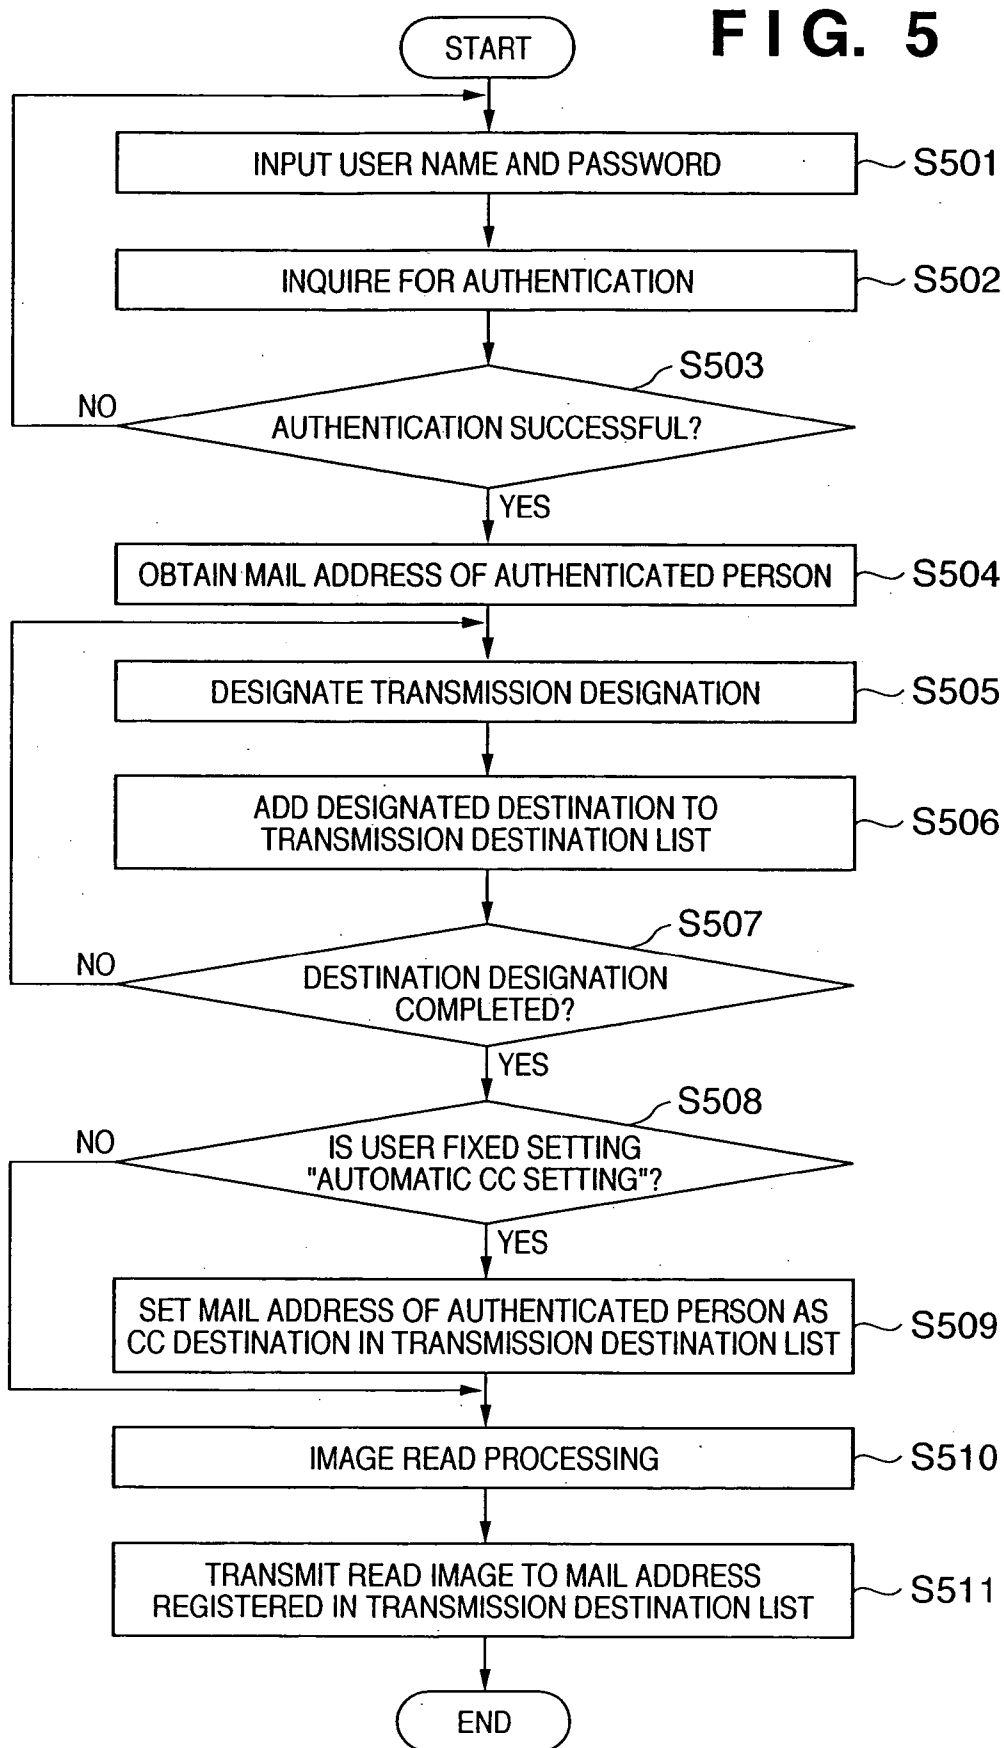 FIG. 5
START
INPUT USER NAME AND PASSWORD
S501
INQUIRE FOR AUTHENTICATION
S502
S503
NO
AUTHENTICATION SUCCESSFUL?
YES
OBTAIN MAIL ADDRESS OF AUTHENTICATED PERSON
S504
DESIGNATE TRANSMISSION DESIGNATION
S505
ADD DESIGNATED DESTINATION TO
TRANSMISSION DESTINATION LIST
S506
S507
NO
DESTINATION DESIGNATION
COMPLETED?
YES
S508
NO
IS USER FIXED SETTING
"AUTOMATIC CC SETTING"?
YES
SET MAIL ADDRESS OF AUTHENTICATED PERSON AS
CC DESTINATION IN TRANSMISSION DESTINATION LIST
S509
IMAGE READ PROCESSING
S510
TRANSMIT READ IMAGE TO MAIL ADDRESS
REGISTERED IN TRANSMISSION DESTINATION LIST
S511
END